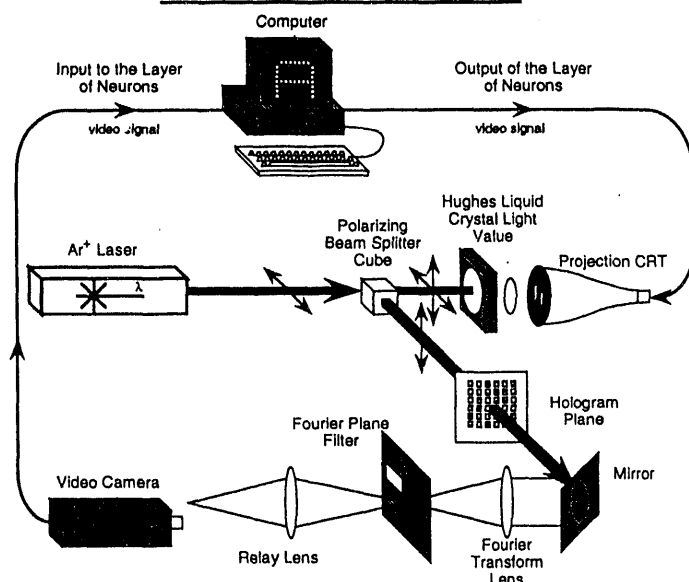 Computer
Input to the Layer
of Neurons
video signal
Output of the Layer
of Neurons
video signal
Hughes Liquid
Crystal Light
Value
Polarizing
Beam Splitter
Cube
Ar+ Laser
λ
Projection CRT
Hologram
Plane
Fourier Plane
Filter
Mirror
Video Camera
Relay Lens
Fourier
Transform
Lens